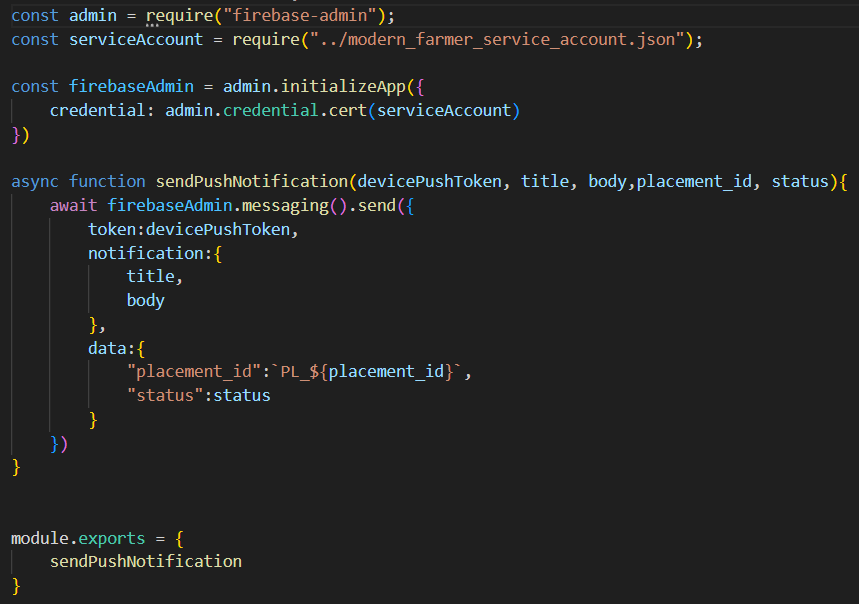 const admin = require("firebase-admin");
const serviceAccount = require("../modern_farmer_service_account.json");
const firebaseAdmin = admin.initializeApp({
    credential: admin.credential.cert(serviceAccount)
})
async function sendPushNotification(devicePushToken, title, body,placement_id, status){
    await firebaseAdmin.messaging().send({
        token:devicePushToken,
        notification:{
            title,
            body
        },
        data:{
            "placement_id":`PL_${placement_id}`,
            "status":status
        }
    })
}
module.exports = {
    sendPushNotification
}